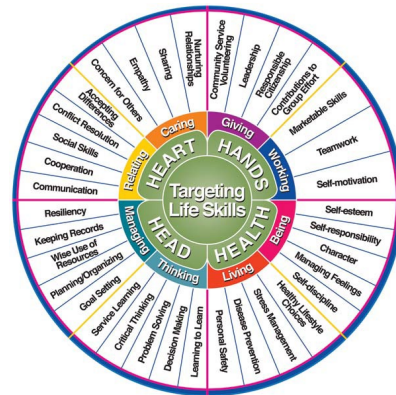 Targeting
Life Skills
HEART
HANDS
HEALTH
HEAD
Giving
Community Service
Volunteering
Leadership
Responsible
Citizenship
Contributions to
Group Effort
Working
Marketable Skills
Teamwork
Self-motivation
Being
Self-esteem
Self-responsibility
Character
Managing Feelings
Self-discipline
Living
Healthy Lifestyle
Choices
Stress Management
Disease Prevention
Personal Safety
Thinking
Learning to Learn
Decision Making
Problem Solving
Critical Thinking
Service Learning
Managing
Goal Setting
Planning/Organizing
Wise Use of
Resources
Keeping Records
Resiliency
Relating
Communication
Cooperation
Social Skills
Conflict Resolution
Accepting
Differences
Caring
Concern for Others
Empathy
Sharing
Nurturing
Relationships